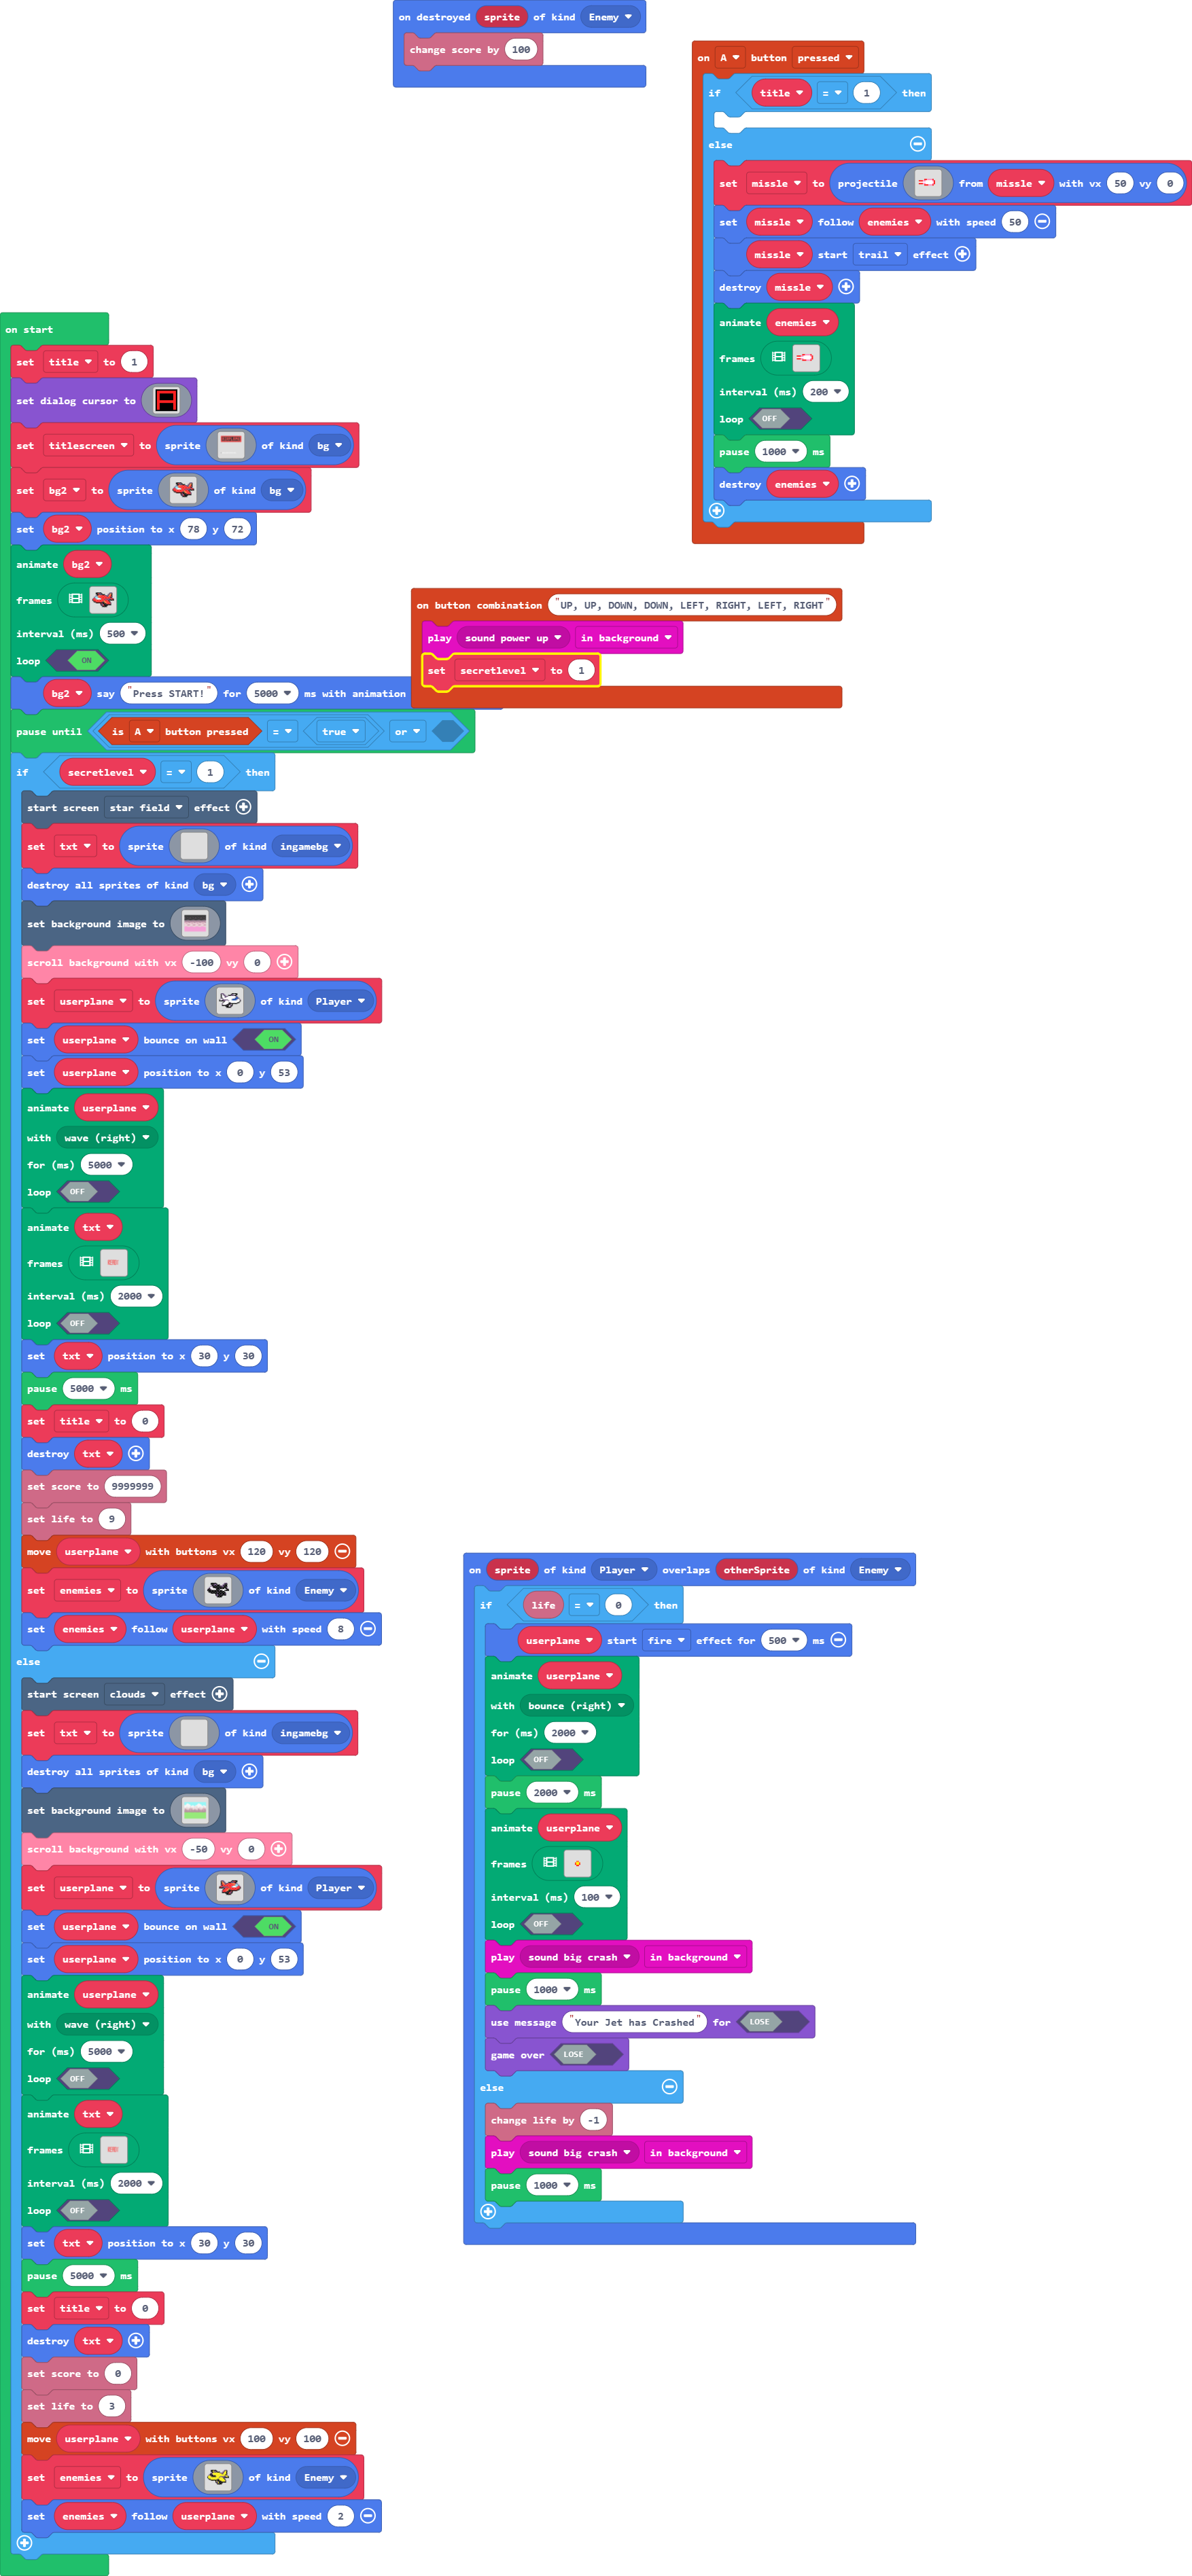 on destroyed sprite of kind Enemy
change score by 100
on A button pressed
if title = 1 then
else
set missle to projectile from missle with vx 50 vy 0
set missle follow enemies with speed 50
missle start trail effect
destroy missle
animate enemies
frames
interval (ms) 200
loop OFF
pause 1000 ms
destroy enemies
on start
set title to 1
set dialog cursor to
set titlescreen to sprite of kind bg
set bg2 to sprite of kind bg
set bg2 position to x 78 y 72
animate bg2
frames
interval (ms) 500
loop ON
bg2 say "Press START!" for 5000 ms with animation
pause until is A button pressed = true or
on button combination "UP, UP, DOWN, DOWN, LEFT, RIGHT, LEFT, RIGHT"
play sound power up in background
set secretlevel to 1
if secretlevel = 1 then
start screen star field effect
set txt to sprite of kind ingamebg
destroy all sprites of kind bg
set background image to
scroll background with vx -100 vy 0
set userplane to sprite of kind Player
set userplane bounce on wall ON
set userplane position to x 0 y 53
animate userplane
with wave (right)
for (ms) 5000
loop OFF
animate txt
frames
interval (ms) 2000
loop OFF
set txt position to x 30 y 30
pause 5000 ms
set title to 0
destroy txt
set score to 9999999
set life to 9
move userplane with buttons vx 120 vy 120
set enemies to sprite of kind Enemy
set enemies follow userplane with speed 8
else
start screen clouds effect
set txt to sprite of kind ingamebg
destroy all sprites of kind bg
set background image to
scroll background with vx -50 vy 0
set userplane to sprite of kind Player
set userplane bounce on wall ON
set userplane position to x 0 y 53
animate userplane
with wave (right)
for (ms) 5000
loop OFF
animate txt
frames
interval (ms) 2000
loop OFF
set txt position to x 30 y 30
pause 5000 ms
set title to 0
destroy txt
set score to 0
set life to 3
move userplane with buttons vx 100 vy 100
set enemies to sprite of kind Enemy
set enemies follow userplane with speed 2
on sprite of kind Player overlaps otherSprite of kind Enemy
if life = 0 then
userplane start fire effect for 500 ms
animate userplane
with bounce (right)
for (ms) 2000
loop OFF
pause 2000 ms
animate userplane
frames
interval (ms) 100
loop OFF
play sound big crash in background
pause 1000 ms
use message "Your Jet has Crashed" for LOSE
game over LOSE
else
change life by -1
play sound big crash in background
pause 1000 ms